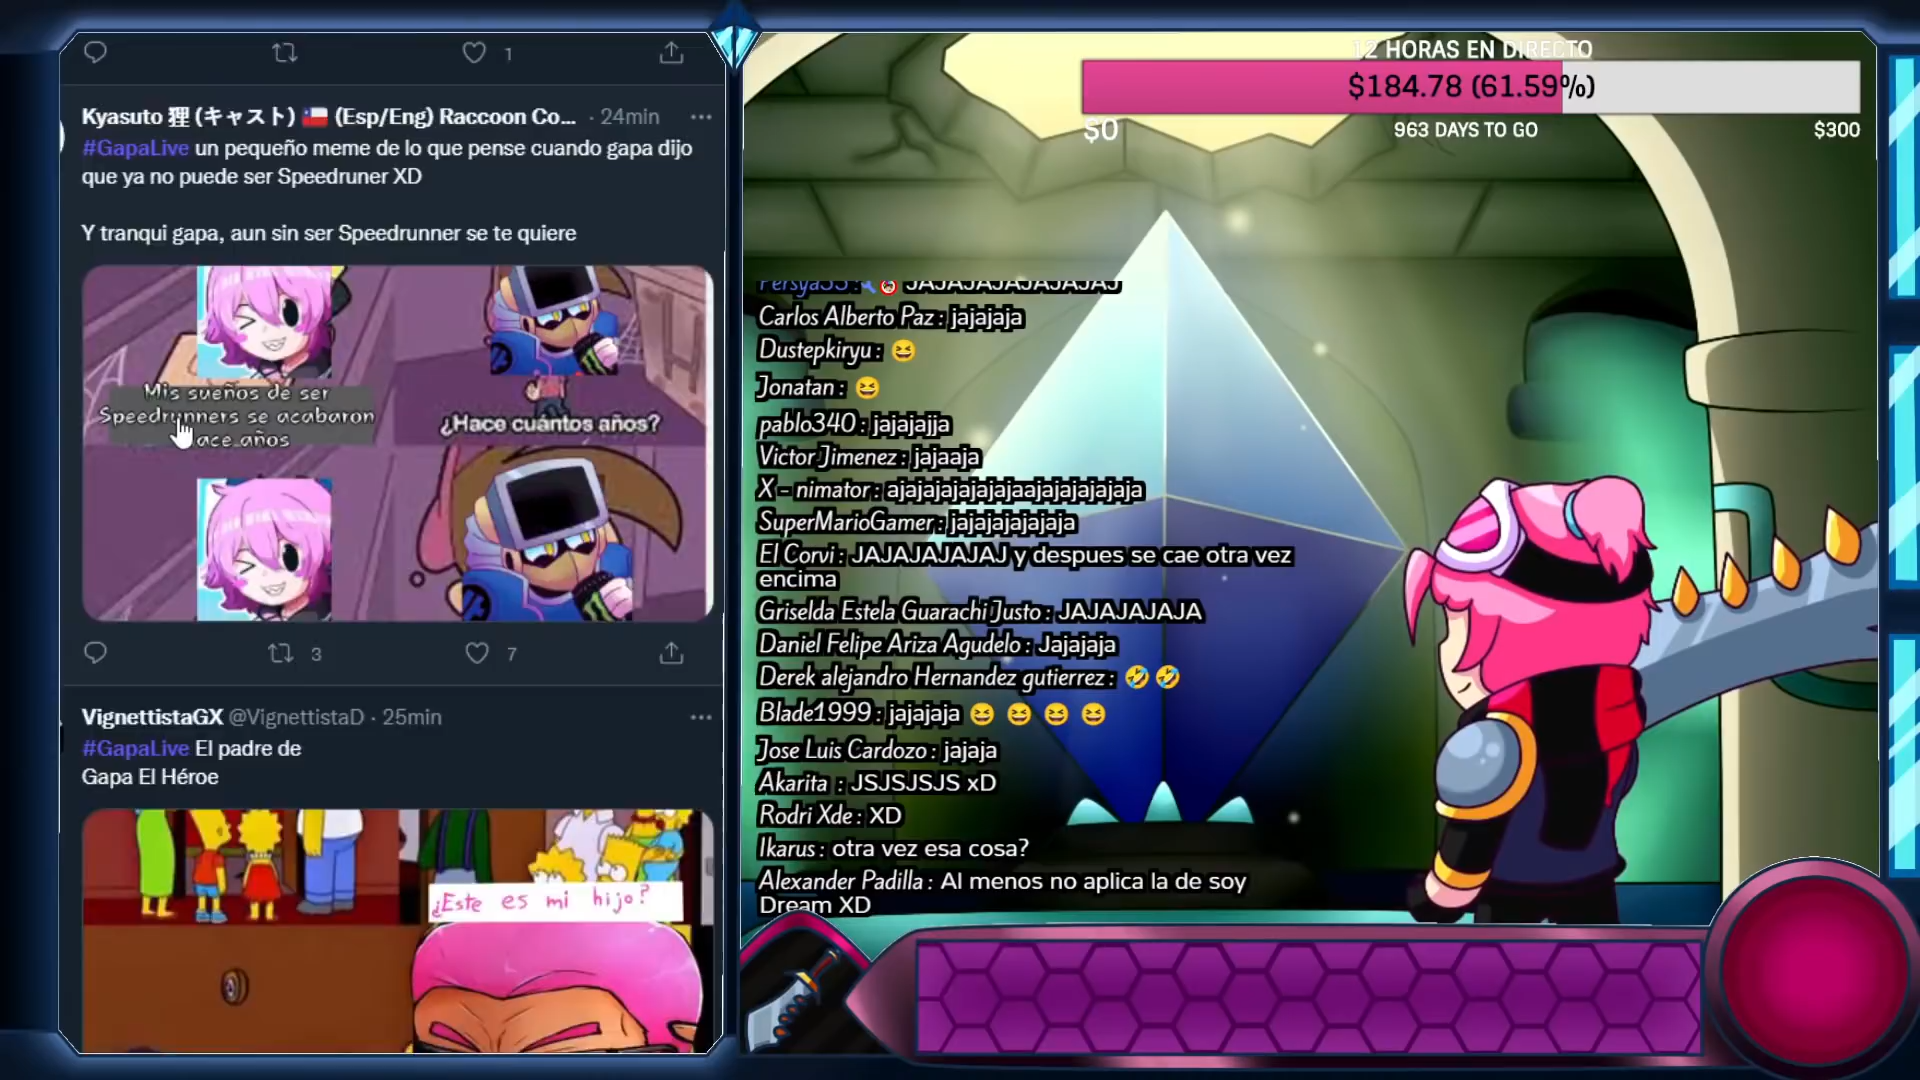 1
Kyasuto 狸 (キャスト) 🇨🇱 (Esp/Eng) Raccoon Co... · 24min
#GapaLive un pequeño meme de lo que pense cuando gapa dijo
que ya no puede ser Speedruner XD
Y tranqui gapa, aun sin ser Speedrunner se te quiere
Mis sueños de ser
Speedrunners se acabaron
ace años
¿Hace cuántos años?
3
7
VignettistaGX @VignettistaD · 25min
#GapaLive El padre de
Gapa El Héroe
¿Este es mi hijo?
12 HORAS EN DIRECTO
$184.78 (61.59%)
$0
963 DAYS TO GO
$300
Persya33 : JAJAJAJAJAJAJAJ
Carlos Alberto Paz : jajajaja
Dustepkiryu : 😆
Jonatan : 😆
pablo340 : jajajajja
Victor Jimenez : jajaaja
X - nimator : ajajajajajajajaajajajajajaja
SuperMarioGamer : jajajajajajaja
El Corvi : JAJAJAJAJAJ y despues se cae otra vez
encima
Griselda Estela Guarachi Justo : JAJAJAJAJA
Daniel Felipe Ariza Agudelo : Jajajaja
Derek alejandro Hernandez gutierrez : 🤣 🤣
Blade1999 : jajajaja 😆 😆 😆 😆
Jose Luis Cardozo : jajaja
Akarita : JSJSJSJS xD
Rodri Xde : XD
Ikarus : otra vez esa cosa?
Alexander Padilla : Al menos no aplica la de soy
Dream XD